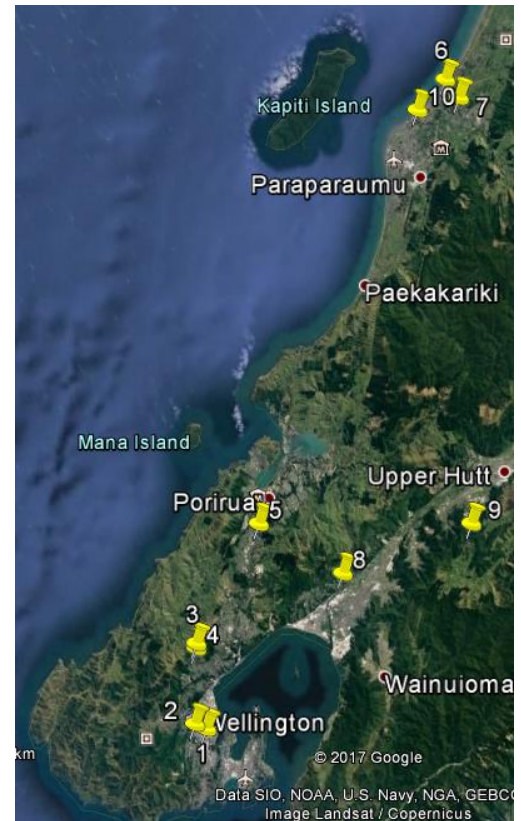 6
Kapiti Island
10
7
Paraparaumu
Paekakariki
Mana Island
Upper Hutt
Porirua
5
9
8
3
4
Wainuioma
2
Wellington
1
km
© 2017 Google
Data SIO, NOAA, U.S. Navy, NGA, GEBCO
Image Landsat / Copernicus